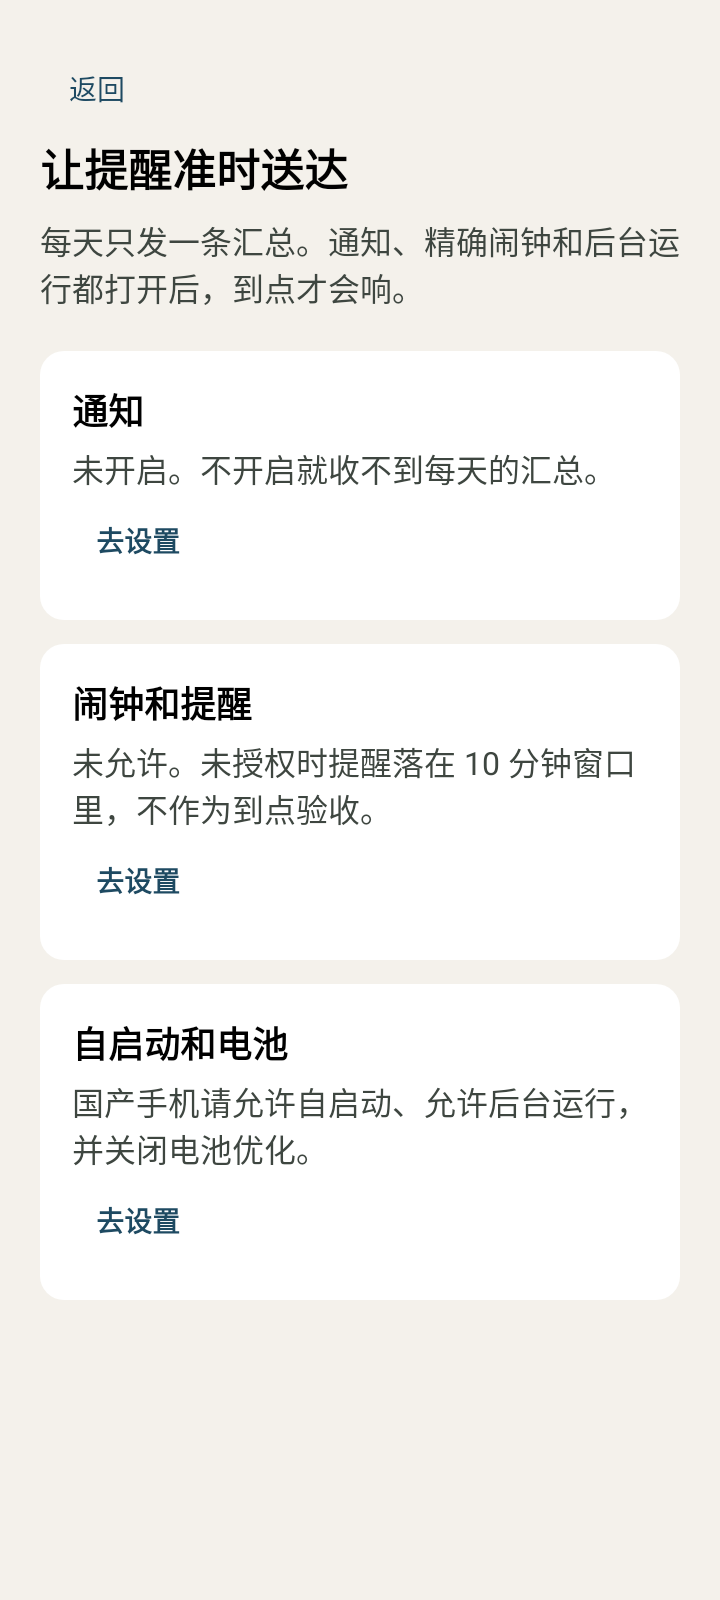 返回
让提醒准时送达
每天只发一条汇总。通知、精确闹钟和后台运
行都打开后，到点才会响。
通知
未开启。不开启就收不到每天的汇总。
去设置
闹钟和提醒
未允许。未授权时提醒落在 10 分钟窗口
里，不作为到点验收。
去设置
自启动和电池
国产手机请允许自启动、允许后台运行，
并关闭电池优化。
去设置